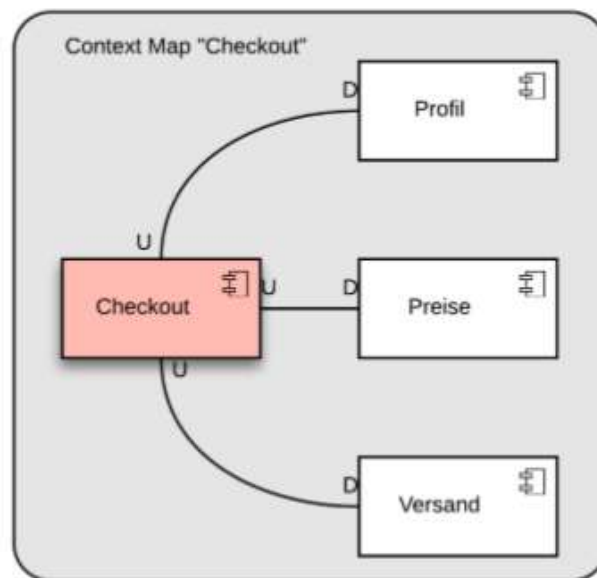 Context Map "Checkout"
D
Profil
U
Checkout
U
D
Preise
U
D
Versand